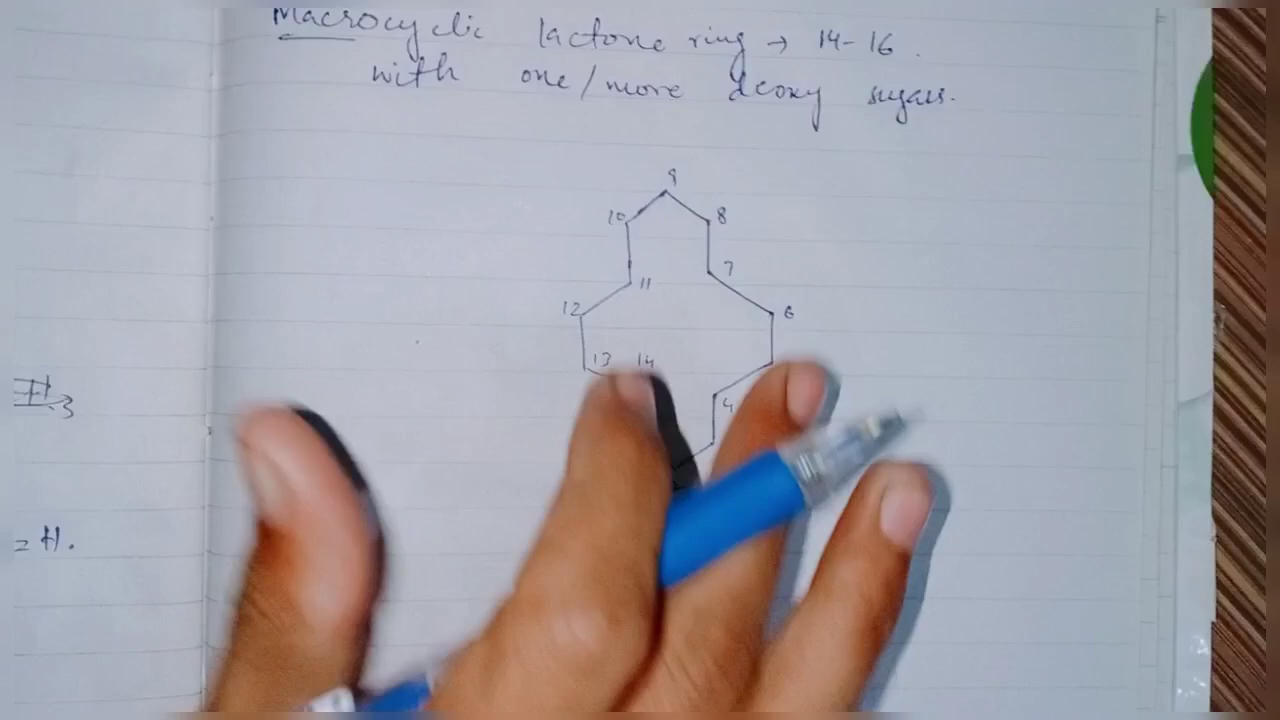 Macrocyclic lactone ring → 14-16.
with one/more deoxy sugars.
9
10 8
11 7
12 6
13 14
4
= H.